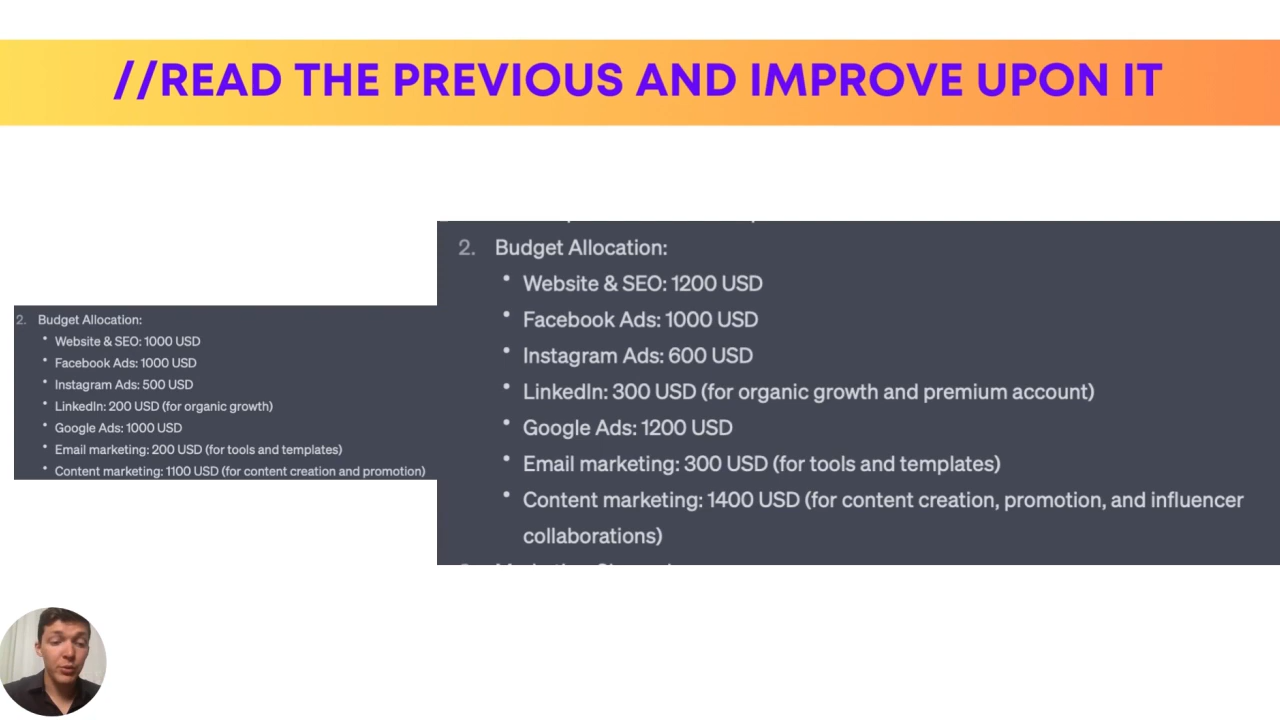 //READ THE PREVIOUS AND IMPROVE UPON IT
2. Budget Allocation:
• Website & SEO: 1000 USD
• Facebook Ads: 1000 USD
• Instagram Ads: 500 USD
• LinkedIn: 200 USD (for organic growth)
• Google Ads: 1000 USD
• Email marketing: 200 USD (for tools and templates)
• Content marketing: 1100 USD (for content creation and promotion)
2. Budget Allocation:
• Website & SEO: 1200 USD
• Facebook Ads: 1000 USD
• Instagram Ads: 600 USD
• LinkedIn: 300 USD (for organic growth and premium account)
• Google Ads: 1200 USD
• Email marketing: 300 USD (for tools and templates)
• Content marketing: 1400 USD (for content creation, promotion, and influencer
collaborations)